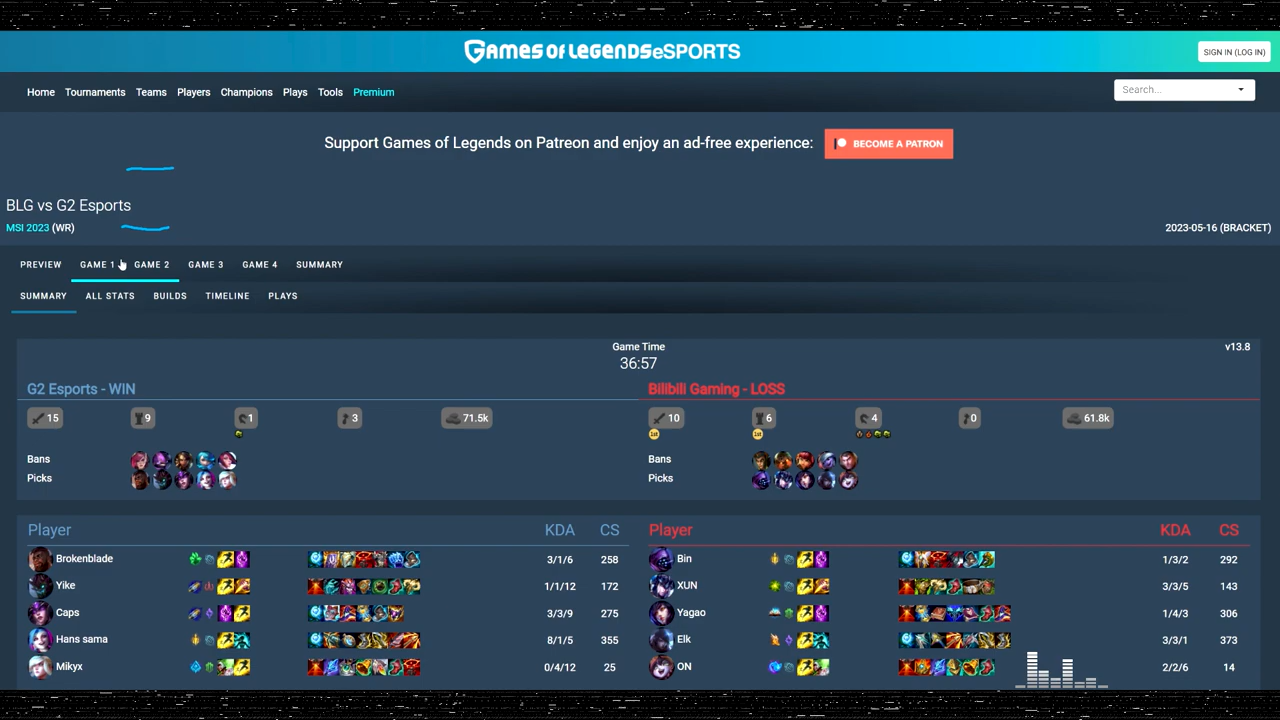 GAMES OF LEGENDS eSPORTS
SIGN IN (LOG IN)
Home Tournaments Teams Players Champions Plays Tools Premium
Search...
Support Games of Legends on Patreon and enjoy an ad-free experience: BECOME A PATRON
BLG vs G2 Esports
MSI 2023 (WR) 2023-05-16 (BRACKET)
PREVIEW GAME 1 GAME 2 GAME 3 GAME 4 SUMMARY
SUMMARY ALL STATS BUILDS TIMELINE PLAYS
Game Time v13.8
36:57
G2 Esports - WIN Bilibili Gaming - LOSS
15 9 1 3 71.5k 10 6 4 0 61.8k
1st 1st
Bans Bans
Picks Picks
Player KDA CS Player KDA CS
Brokenblade 3/1/6 258 Bin 1/3/2 292
Yike 1/1/12 172 XUN 3/3/5 143
Caps 3/3/9 275 Yagao 1/4/3 306
Hans sama 8/1/5 355 Elk 3/3/1 373
Mikyx 0/4/12 25 ON 2/2/6 14